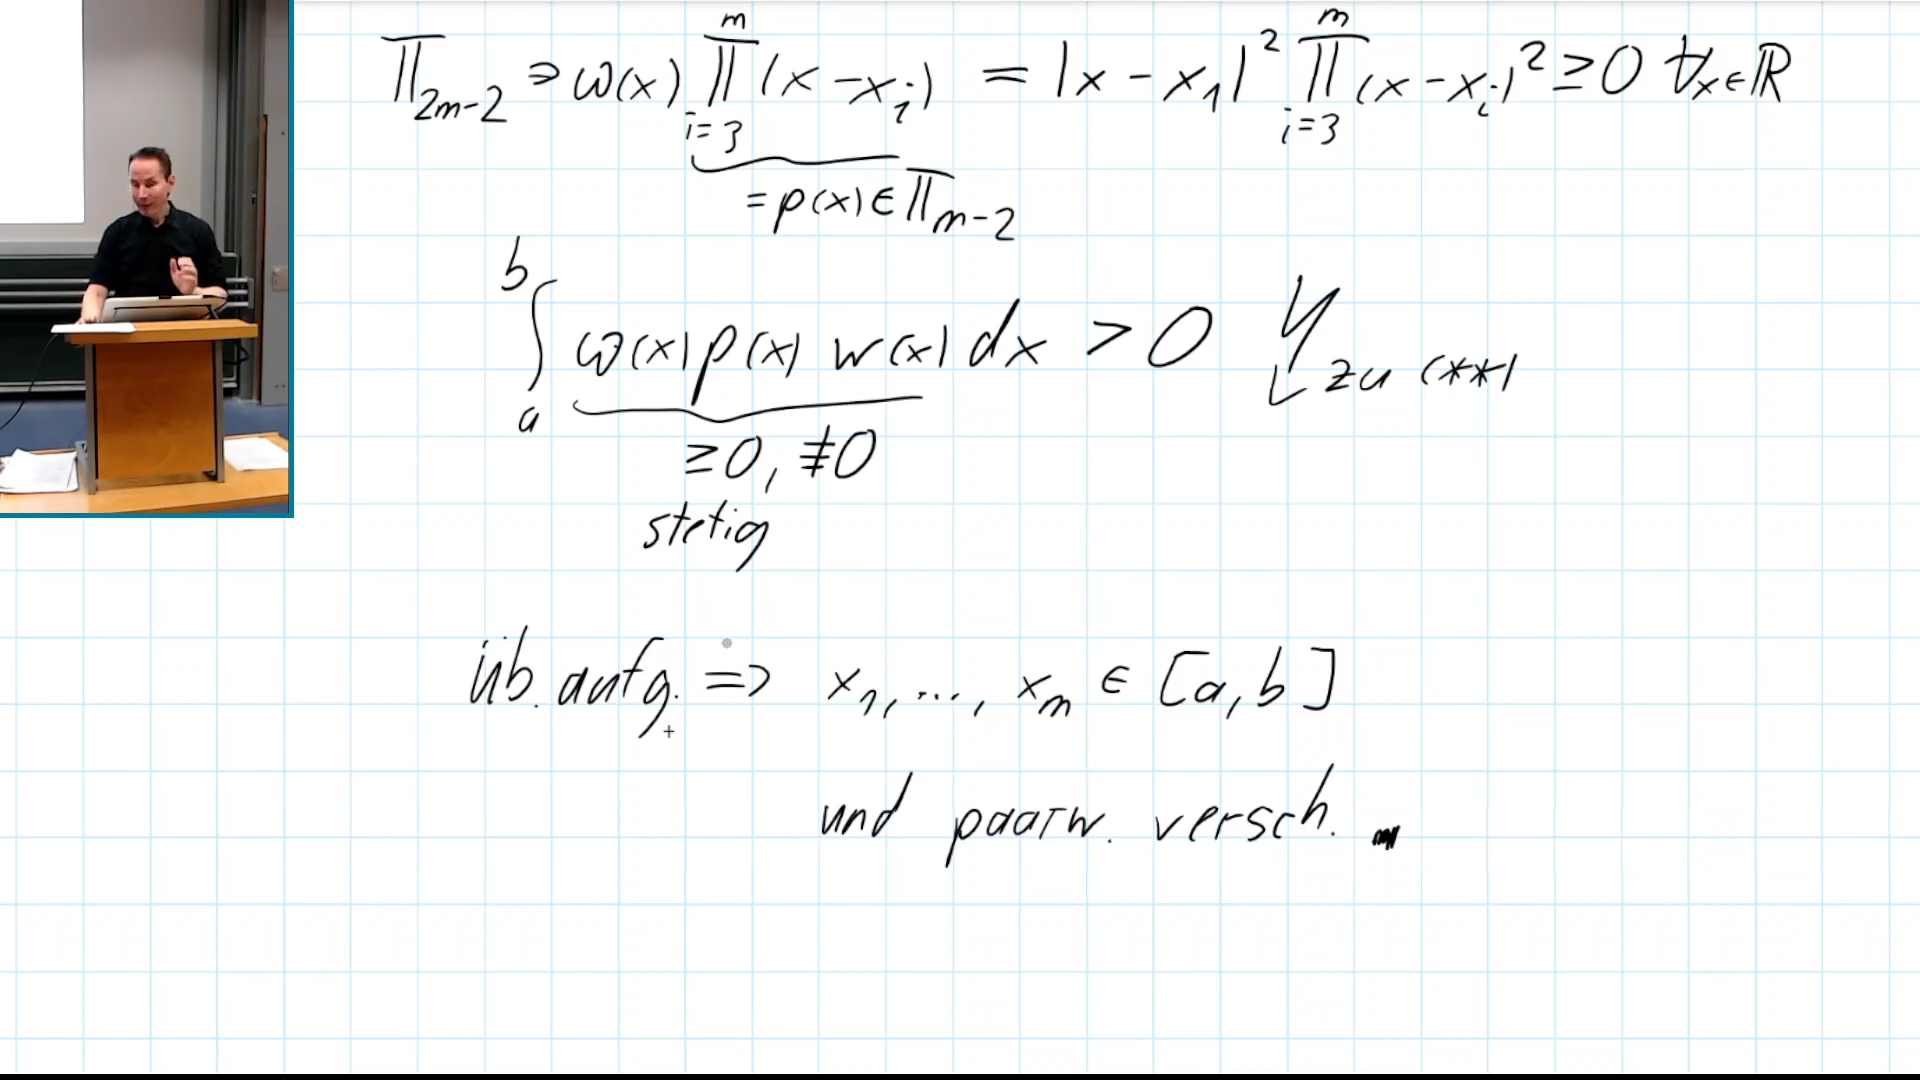 Π_{2m-2} ∋ ω(x) ∏_{i=3}^{m} (x - x_i) = |x - x_1|² ∏_{i=3}^{m} (x - x_i)² ≥ 0 ∀x∈ℝ
= p(x) ∈ Π_{m-2}
∫_a^b ω(x) p(x) w(x) dx > 0 ↯ zu (**)
≥0, ≢0
stetig
üb. aufg. => x_1, ..., x_m ∈ [a, b]
und paarw. versch.